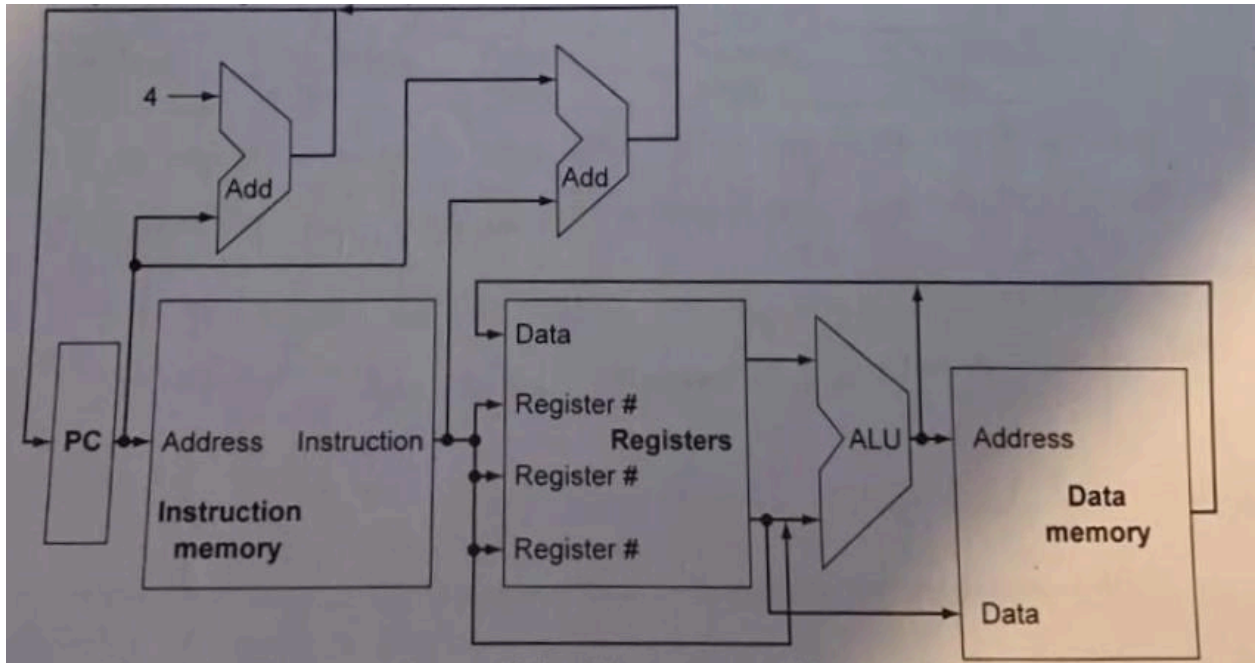 4
Add
Add
Data
Register #
PC
Address
Instruction
Registers
ALU
Address
Register #
Instruction
memory
Data
memory
Register #
Data